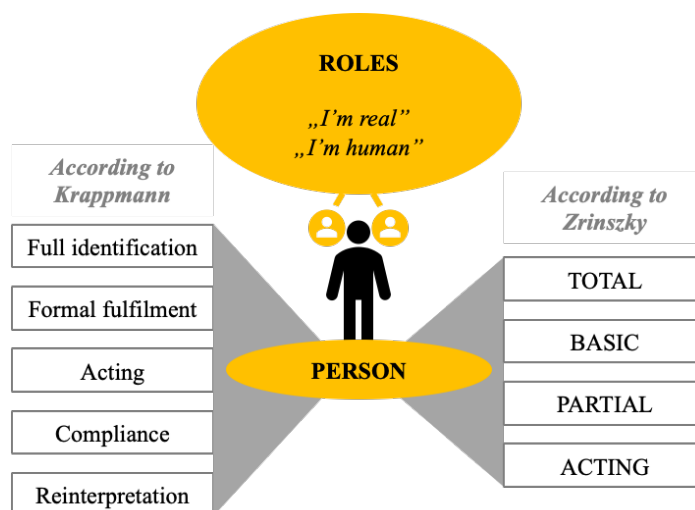 ROLES
„I’m real”
„I’m human”
According to
Krappmann
Full identification
Formal fulfilment
Acting
Compliance
Reinterpretation
PERSON
According to
Zrinszky
TOTAL
BASIC
PARTIAL
ACTING